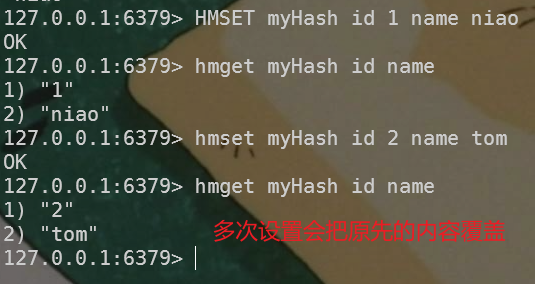 127.0.0.1:6379> HMSET myHash id 1 name niao
OK
127.0.0.1:6379> hmget myHash id name
1) "1"
2) "niao"
127.0.0.1:6379> hmset myHash id 2 name tom
OK
127.0.0.1:6379> hmget myHash id name
1) "2"
2) "tom" 多次设置会把原先的内容覆盖
127.0.0.1:6379>